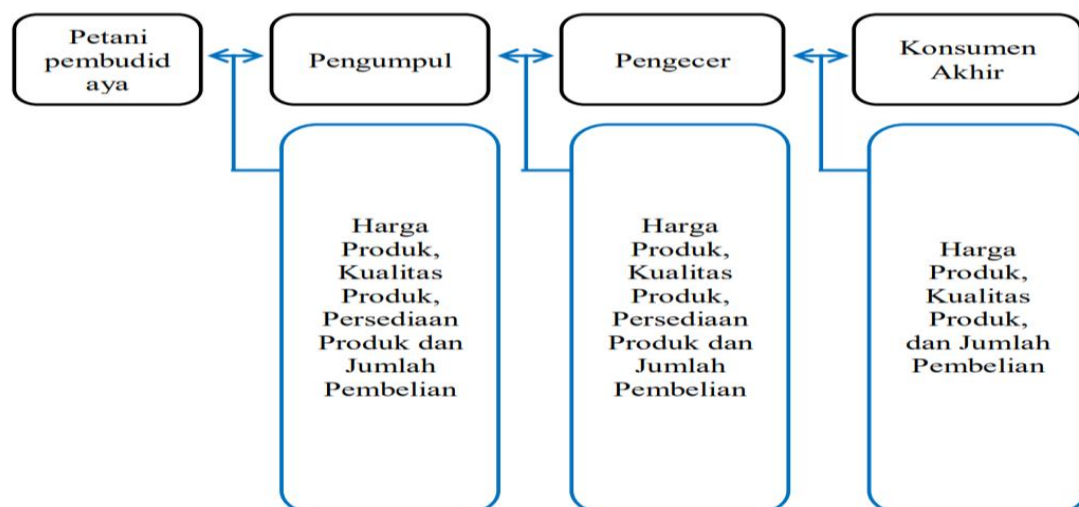 Petani
pembudid
aya
Pengumpul
Pengecer
Konsumen
Akhir
Harga
Produk,
Kualitas
Produk,
Persediaan
Produk dan
Jumlah
Pembelian
Harga
Produk,
Kualitas
Produk,
Persediaan
Produk dan
Jumlah
Pembelian
Harga
Produk,
Kualitas
Produk,
dan Jumlah
Pembelian